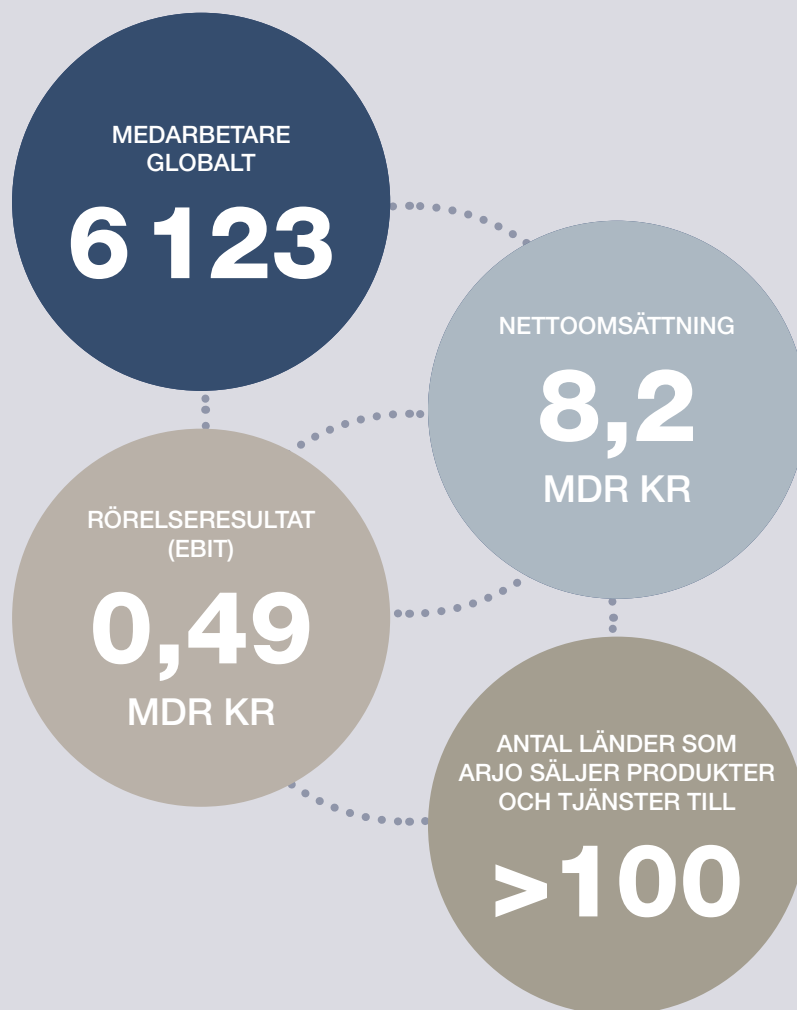 MEDARBETARE
GLOBALT
6 123
NETTOOMSÄTTNING
8,2
MDR KR
RÖRELSERESULTAT
(EBIT)
0,49
MDR KR
ANTAL LÄNDER SOM
ARJO SÄLJER PRODUKTER
OCH TJÄNSTER TILL
>100